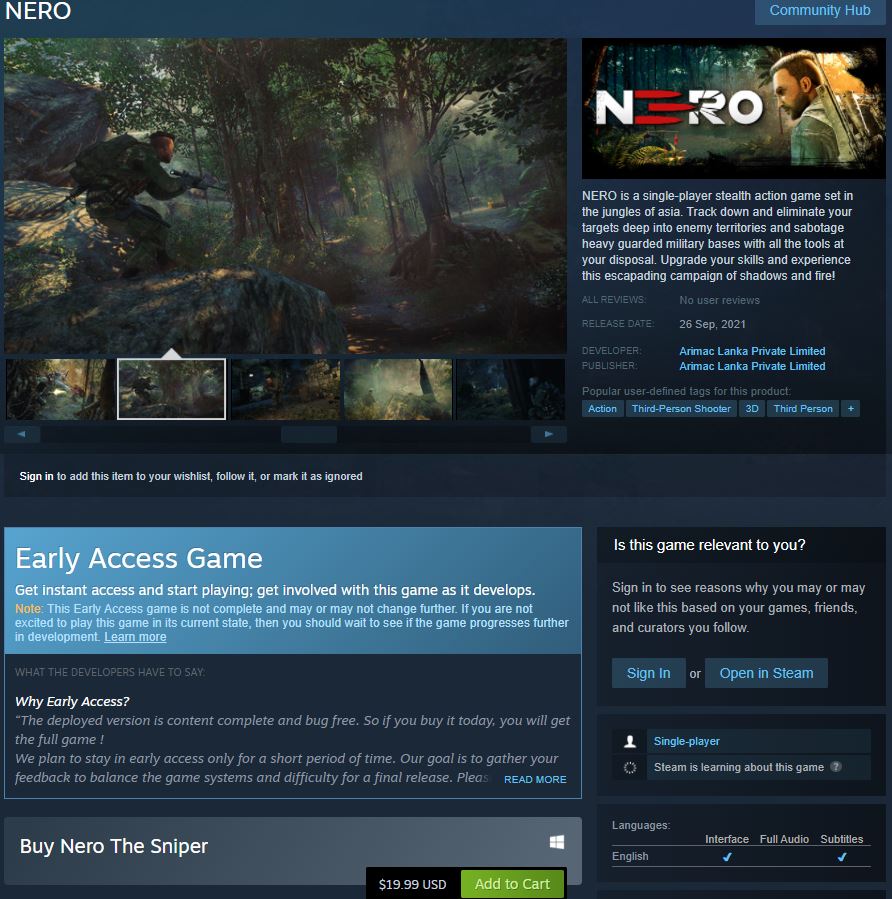 NERO
Community Hub
NERO
NERO is a single-player stealth action game set in
the jungles of asia. Track down and eliminate your
targets deep into enemy territories and sabotage
heavy guarded military bases with all the tools at
your disposal. Upgrade your skills and experience
this escapading campaign of shadows and fire!
ALL REVIEWS: No user reviews
RELEASE DATE: 26 Sep, 2021
DEVELOPER: Arimac Lanka Private Limited
PUBLISHER: Arimac Lanka Private Limited
Popular user-defined tags for this product:
Action Third-Person Shooter 3D Third Person +
Sign in to add this item to your wishlist, follow it, or mark it as ignored
Early Access Game
Get instant access and start playing; get involved with this game as it develops.
Note: This Early Access game is not complete and may or may not change further. If you are not
excited to play this game in its current state, then you should wait to see if the game progresses further
in development. Learn more
WHAT THE DEVELOPERS HAVE TO SAY:
Why Early Access?
“The deployed version is content complete and bug free. So if you buy it today, you will get
the full game !
We plan to stay in early access only for a short period of time. Our goal is to gather your
feedback to balance the game systems and difficulty for a final release. Pleas READ MORE
Buy Nero The Sniper
$19.99 USD Add to Cart
Is this game relevant to you?
Sign in to see reasons why you may or may
not like this based on your games, friends,
and curators you follow.
Sign In or Open in Steam
Single-player
Steam is learning about this game ?
Languages:
Interface Full Audio Subtitles
English ✔ ✔